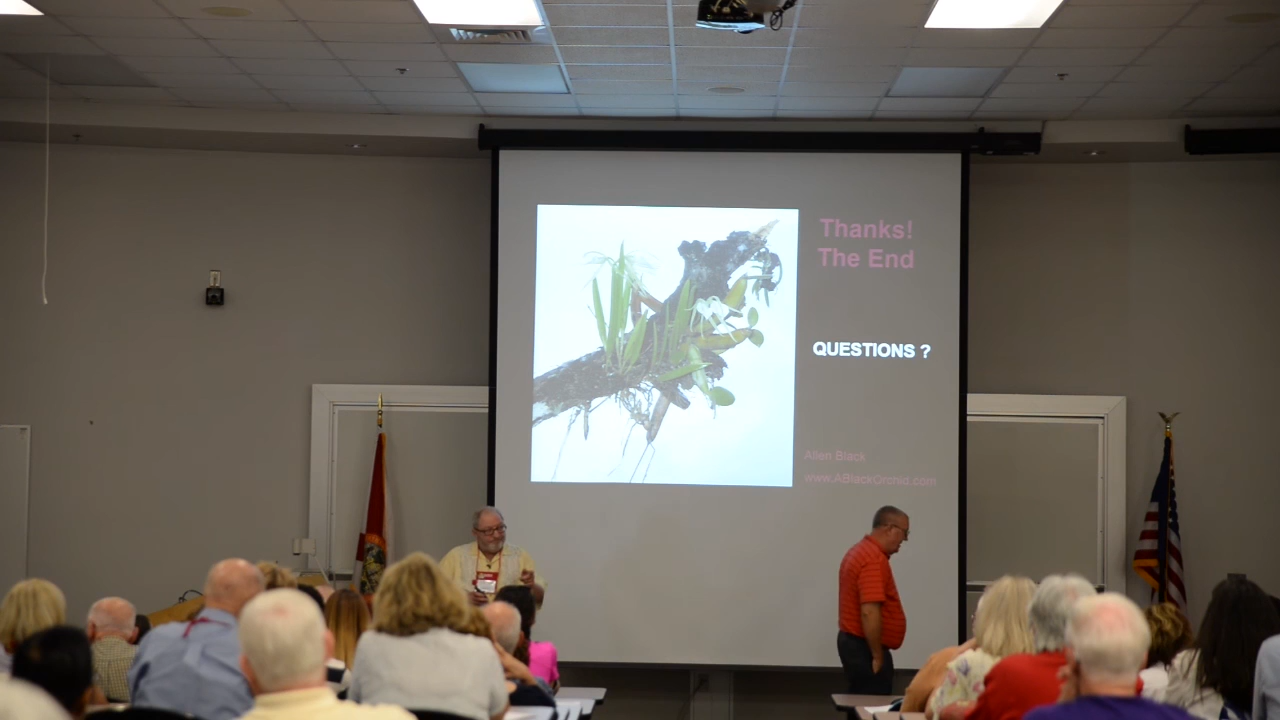 Thanks!
The End
QUESTIONS ?
Allen Black
www.ABlackOrchid.com